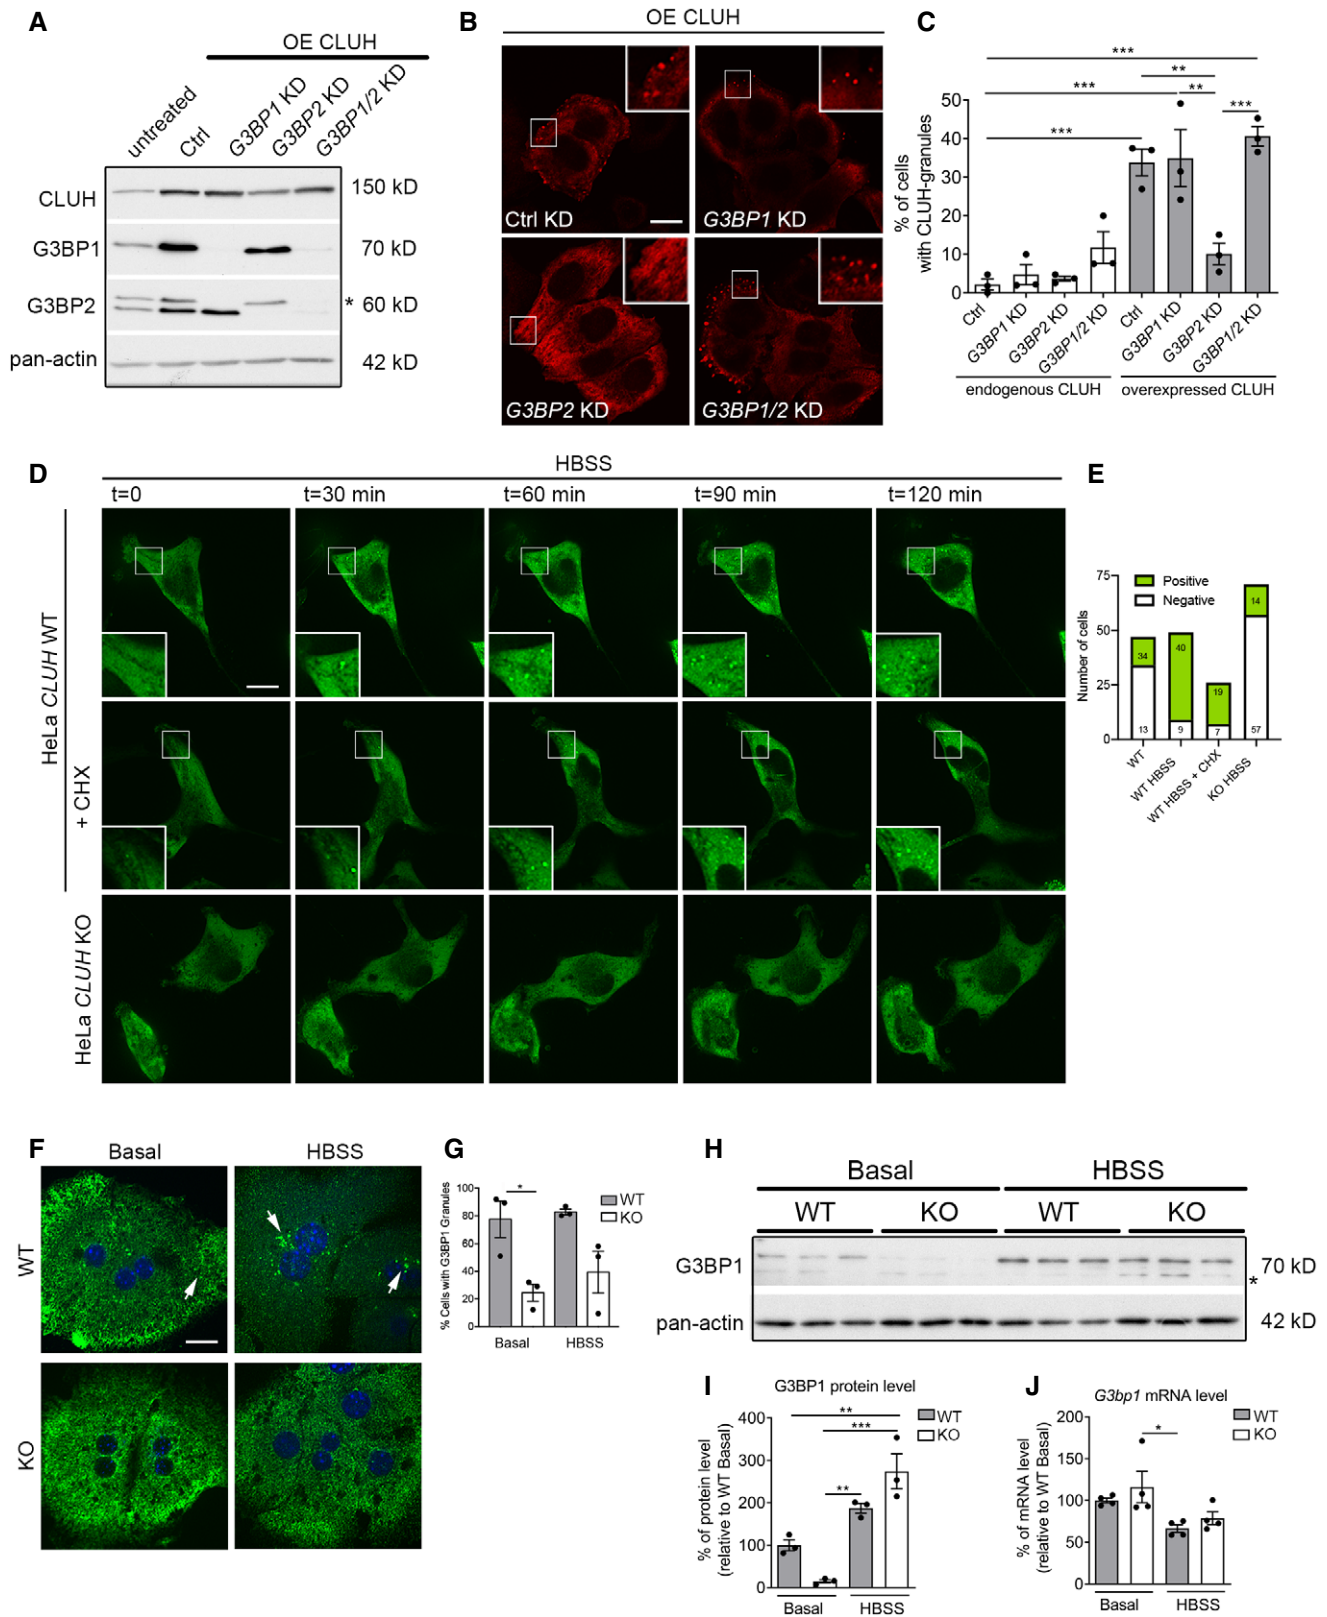 A
OE CLUH
untreated
Ctrl
G3BP1 KD
G3BP2 KD
G3BP1/2 KD
CLUH
150 kD
G3BP1
70 kD
G3BP2
* 60 kD
pan-actin
42 kD
B
OE CLUH
Ctrl KD
G3BP1 KD
G3BP2 KD
G3BP1/2 KD
C
% of cells
with CLUH-granules
50
40
30
20
10
0
***
**
*** **
***
***
Ctrl
G3BP1 KD
G3BP2 KD
G3BP1/2 KD
Ctrl
G3BP1 KD
G3BP2 KD
G3BP1/2 KD
endogenous CLUH
overexpressed CLUH
D
HBSS
t=0
t=30 min
t=60 min
t=90 min
t=120 min
HeLa CLUH WT
+ CHX
HeLa CLUH KO
E
Number of cells
75
50
25
0
Positive
Negative
34
13
40
9
19
7
14
57
WT
WT HBSS
WT HBSS + CHX
KO HBSS
F
Basal
HBSS
WT
KO
G
% Cells with G3BP1 Granules
100
80
60
40
20
0
*
WT
KO
Basal
HBSS
H
Basal
HBSS
WT
KO
WT
KO
G3BP1
70 kD
*
pan-actin
42 kD
I
G3BP1 protein level
% of protein level
(relative to WT Basal)
400
300
200
100
0
**
***
**
WT
KO
Basal
HBSS
J
G3bp1 mRNA level
% of mRNA level
(relative to WT Basal)
200
150
100
50
0
*
WT
KO
Basal
HBSS